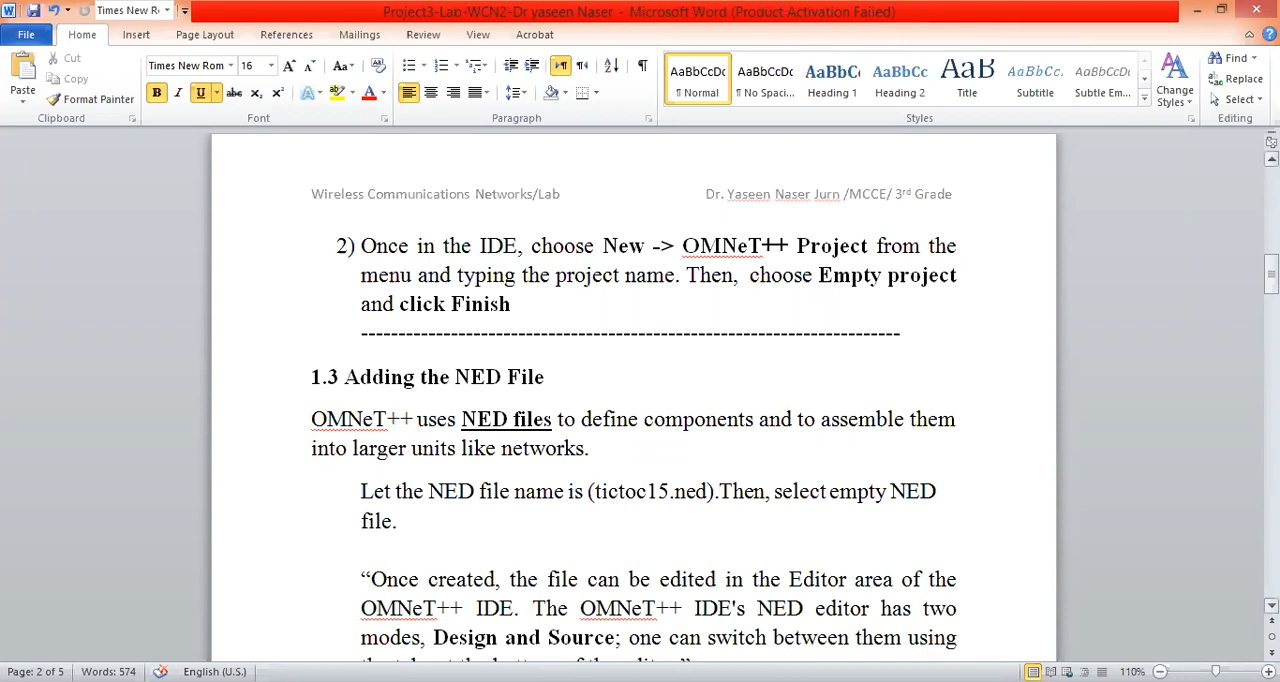 Times New R
Project3-Lab-WCN2-Dr yaseen Naser - Microsoft Word (Product Activation Failed)
File Home Insert Page Layout References Mailings Review View Acrobat
Cut
Copy
Format Painter
Paste
Clipboard
Times New Rom 16
Font
Paragraph
AaBbCcDc AaBbCcDc AaBbC AaBbCc AaB AaBbCc. AaBbCcDc
¶ Normal ¶ No Spaci... Heading 1 Heading 2 Title Subtitle Subtle Em...
Change
Styles
Styles
Find
Replace
Select
Editing
Wireless Communications Networks/Lab Dr. Yaseen Naser Jurn /MCCE/ 3rd Grade
2) Once in the IDE, choose New -> OMNeT++ Project from the
menu and typing the project name. Then, choose Empty project
and click Finish
------------------------------------------------------------------------
1.3 Adding the NED File
OMNeT++ uses NED files to define components and to assemble them
into larger units like networks.
Let the NED file name is (tictoc15.ned).Then, select empty NED
file.
“Once created, the file can be edited in the Editor area of the
OMNeT++ IDE. The OMNeT++ IDE's NED editor has two
modes, Design and Source; one can switch between them using
Page: 2 of 5 Words: 574 English (U.S.) 110%